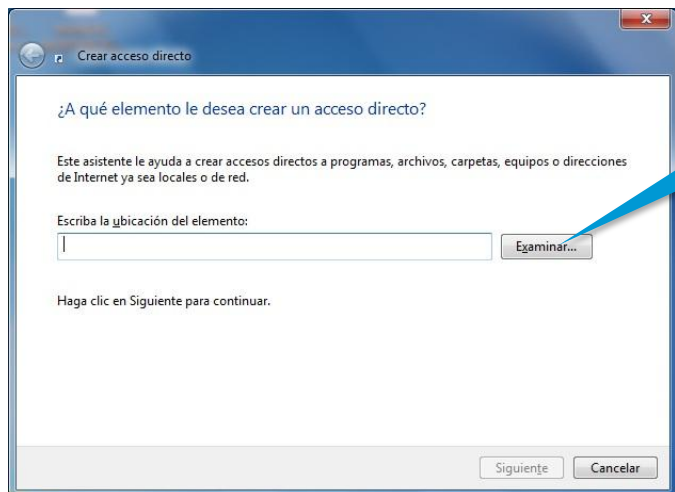 Crear acceso directo
¿A qué elemento le desea crear un acceso directo?
Este asistente le ayuda a crear accesos directos a programas, archivos, carpetas, equipos o direcciones
de Internet ya sea locales o de red.
Escriba la ubicación del elemento:
Examinar...
Haga clic en Siguiente para continuar.
Siguiente Cancelar